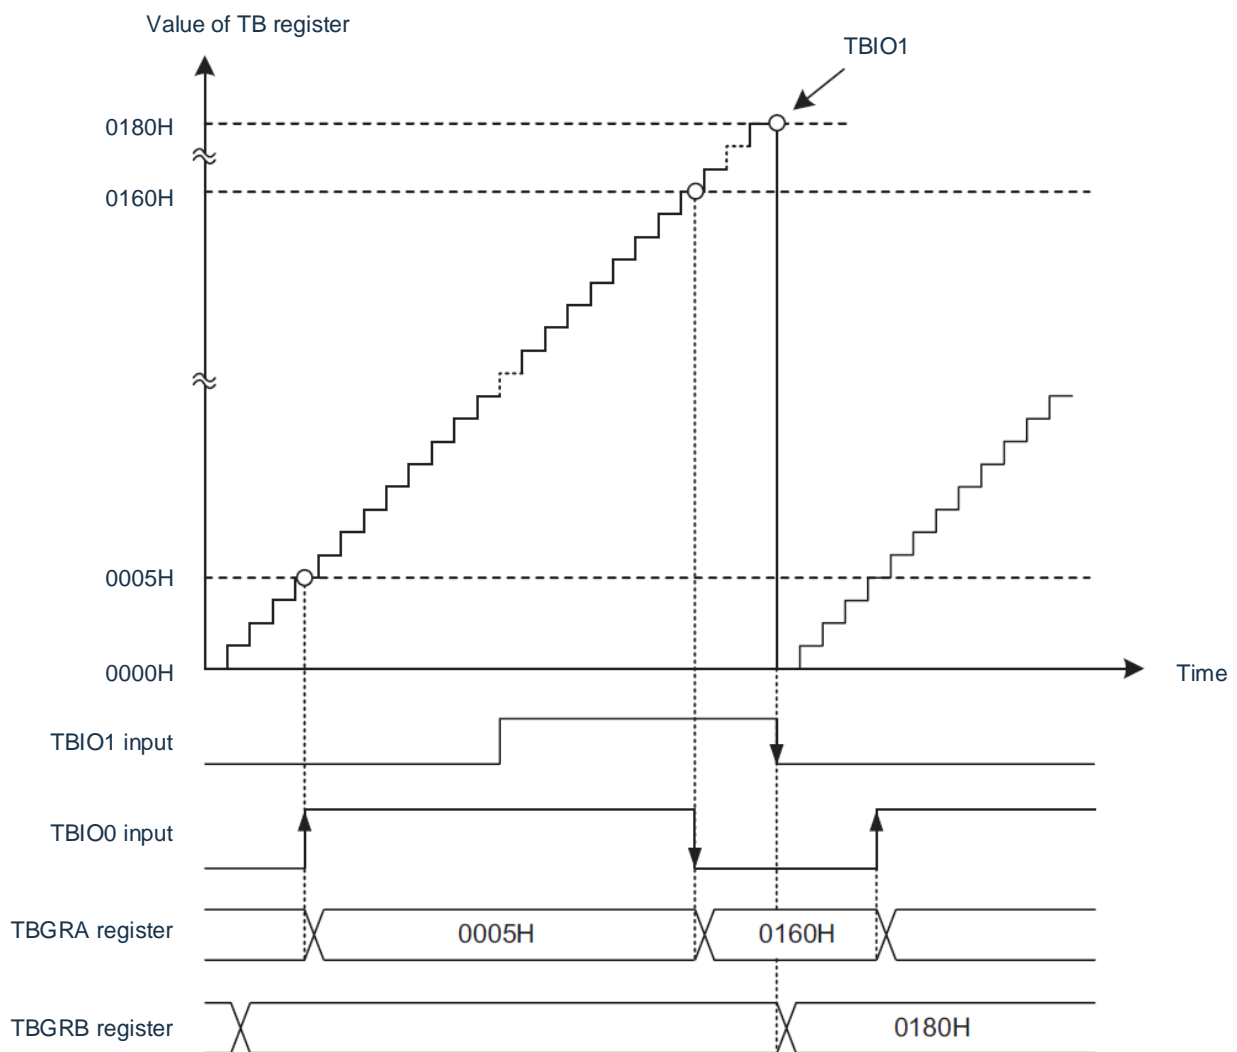 Value of TB register
TBIO1
0180H
0160H
0005H
0000H
Time
TBIO1 input
TBIO0 input
TBGRA register
0005H
0160H
TBGRB register
0180H